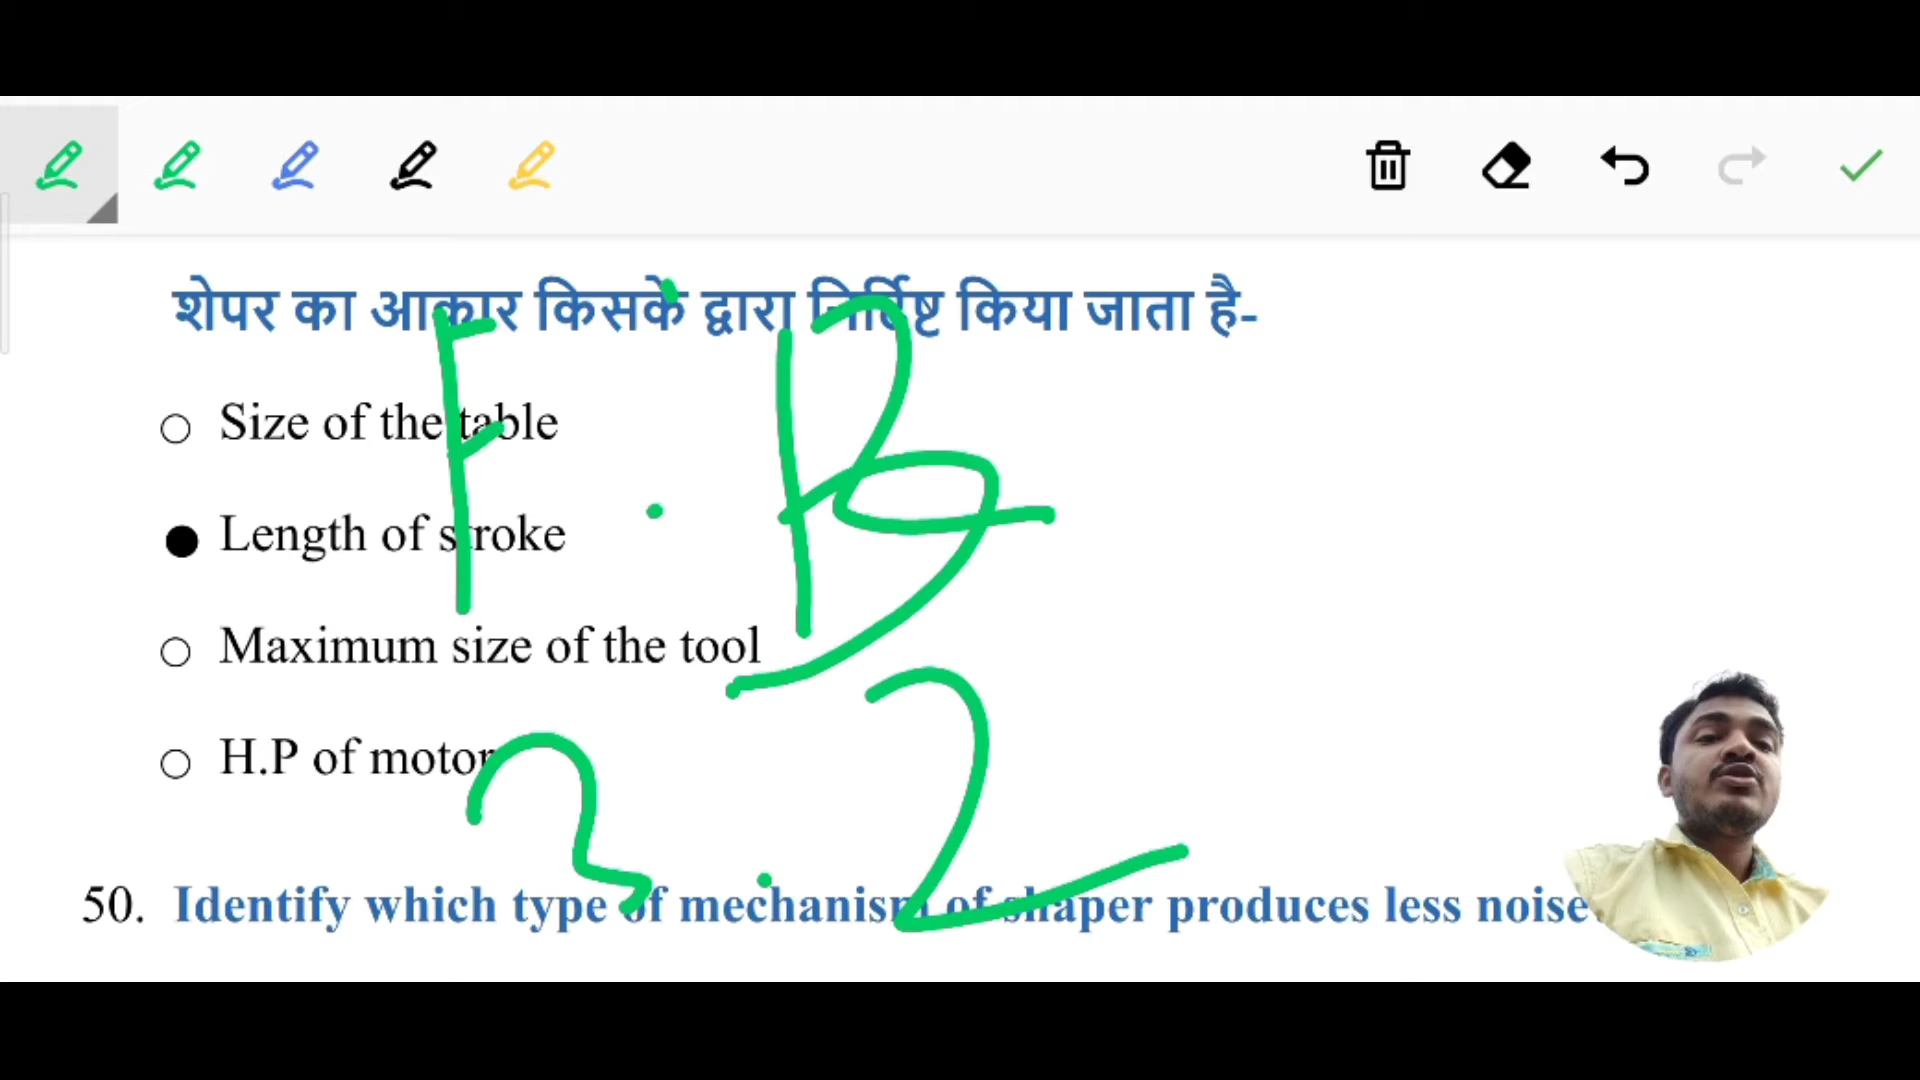 शेपर का आकार किसके द्वारा निर्दिष्ट किया जाता है-
Size of the table
Length of stroke
Maximum size of the tool
H.P of motor
50. Identify which type of mechanism of shaper produces less noise
F . B
3 . 2